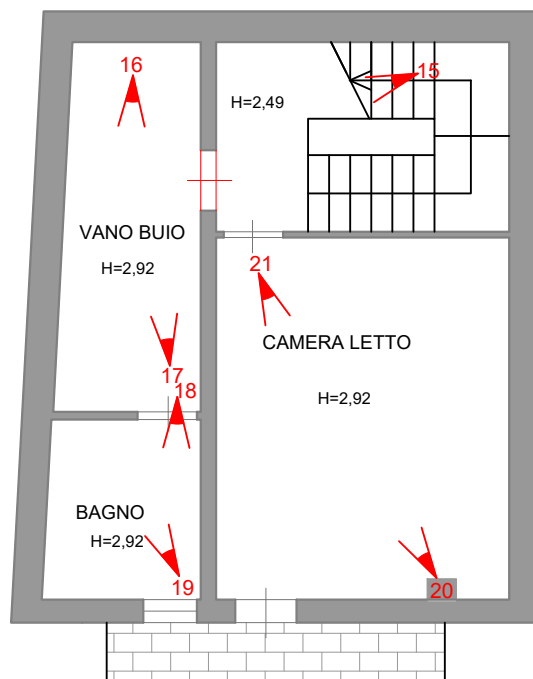 16
15
H=2,49
VANO BUIO
H=2,92
21
CAMERA LETTO
H=2,92
17
18
BAGNO
H=2,92
19
20